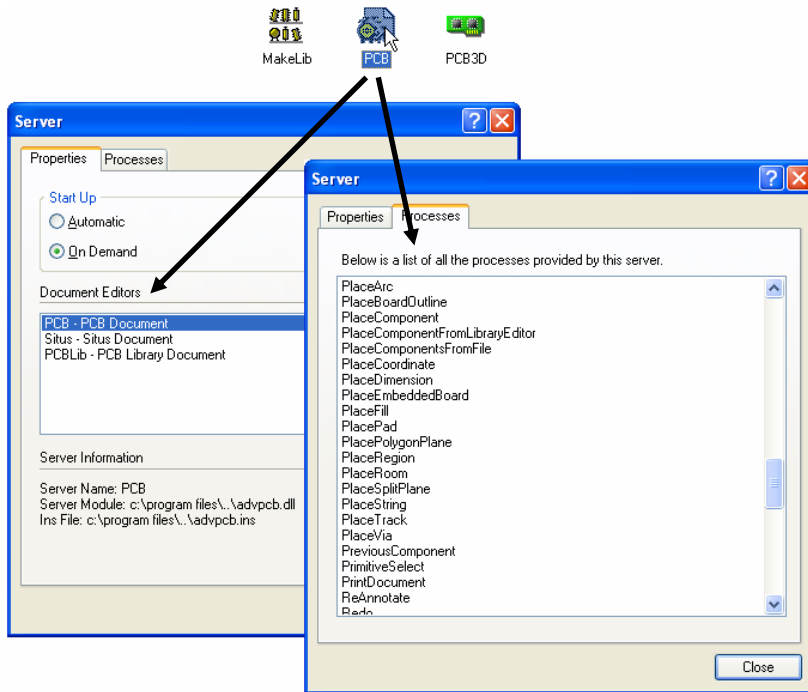 MakeLib
PCB
PCB3D
Server
Properties
Processes
Start Up
Automatic
On Demand
Document Editors
PCB - PCB Document
Situs - Situs Document
PCBLib - PCB Library Document
Server Information
Server Name: PCB
Server Module: c:\program files\..\advpcb.dll
Ins File: c:\program files\..\advpcb.ins
Server
Properties
Processes
Below is a list of all the processes provided by this server.
PlaceArc
PlaceBoardOutline
PlaceComponent
PlaceComponentFromLibraryEditor
PlaceComponentsFromFile
PlaceCoordinate
PlaceDimension
PlaceEmbeddedBoard
PlaceFill
PlacePad
PlacePolygonPlane
PlaceRegion
PlaceRoom
PlaceSplitPlane
PlaceString
PlaceTrack
PlaceVia
PreviousComponent
PrimitiveSelect
PrintDocument
ReAnnotate
Redo
Close